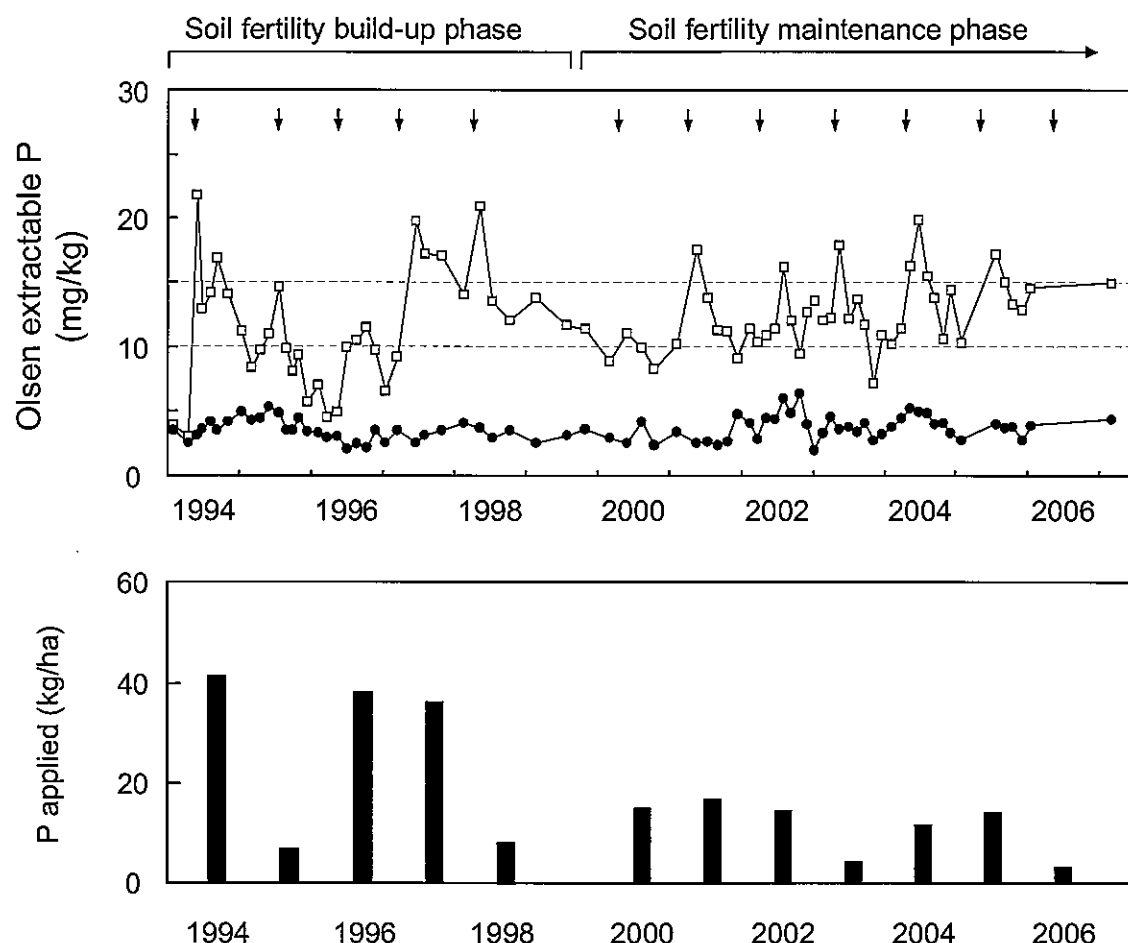 Soil fertility build-up phase Soil fertility maintenance phase
30
20
10
0
Olsen extractable P
(mg/kg)
1994 1996 1998 2000 2002 2004 2006
60
40
20
0
P applied (kg/ha)
1994 1996 1998 2000 2002 2004 2006